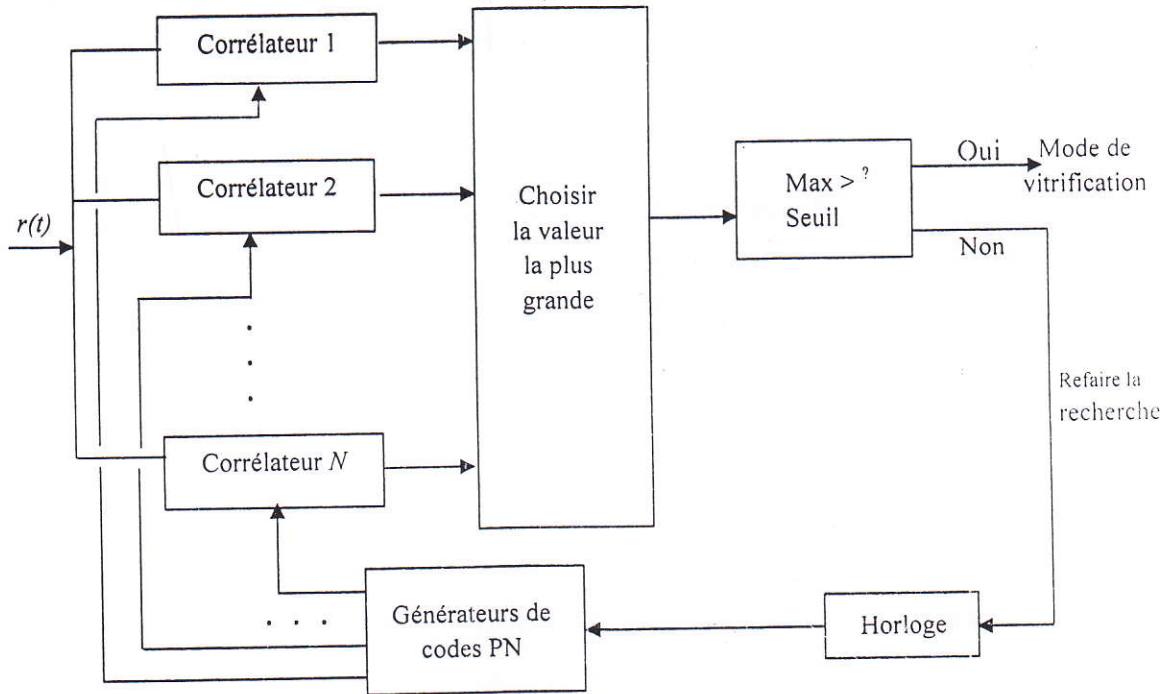 Corrélateur 1
Corrélateur 2
r(t)
Choisir
la valeur
la plus
grande
Max > ?
Seuil
Oui
Mode de
vitrification
Non
Refaire la
recherche
Corrélateur N
Générateurs de
codes PN
Horloge